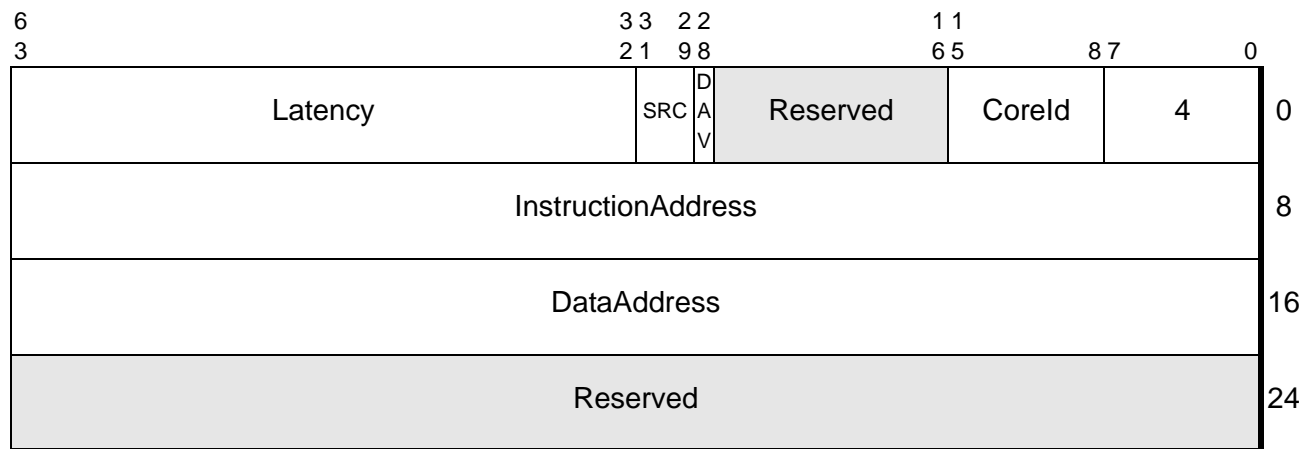 6 3 3 2 2 1 1
3 2 1 9 8 6 5 8 7 0
Latency SRC DAV Reserved CoreId 4 0
InstructionAddress 8
DataAddress 16
Reserved 24